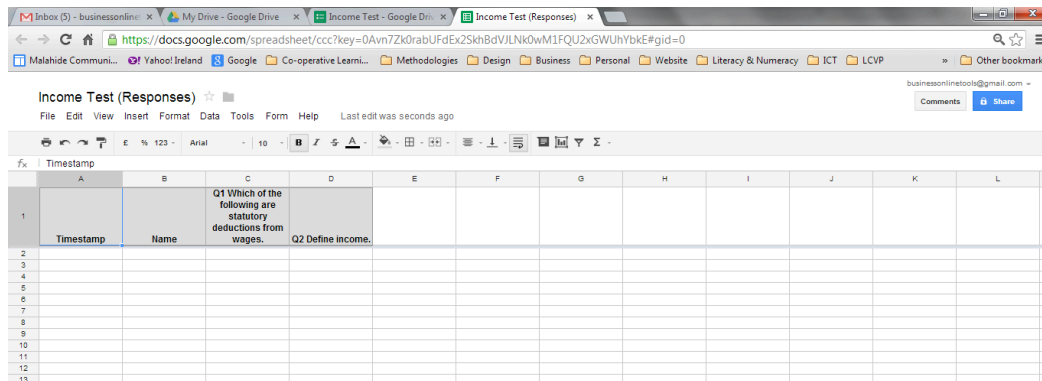 Inbox (5) - businessonline × My Drive - Google Drive × Income Test - Google Driv × Income Test (Responses) ×
https://docs.google.com/spreadsheet/ccc?key=0Avn7Zk0rabUFdEx2SkhBdVJLNk0wM1FQU2xGWUhYbkE#gid=0
Malahide Communi... Yahoo! Ireland Google Co-operative Learni... Methodologies Design Business Personal Website Literacy & Numeracy ICT LCVP » Other bookmark
businessonlinetools@gmail.com
Income Test (Responses) Comments Share
File Edit View Insert Format Data Tools Form Help Last edit was seconds ago
£ % 123 Arial 10 B I S A Σ
fx Timestamp
A B C D E F G H I J K L
1 Timestamp Name Q1 Which of the
following are
statutory
deductions from
wages. Q2 Define income.
2
3
4
5
6
7
8
9
10
11
12
13